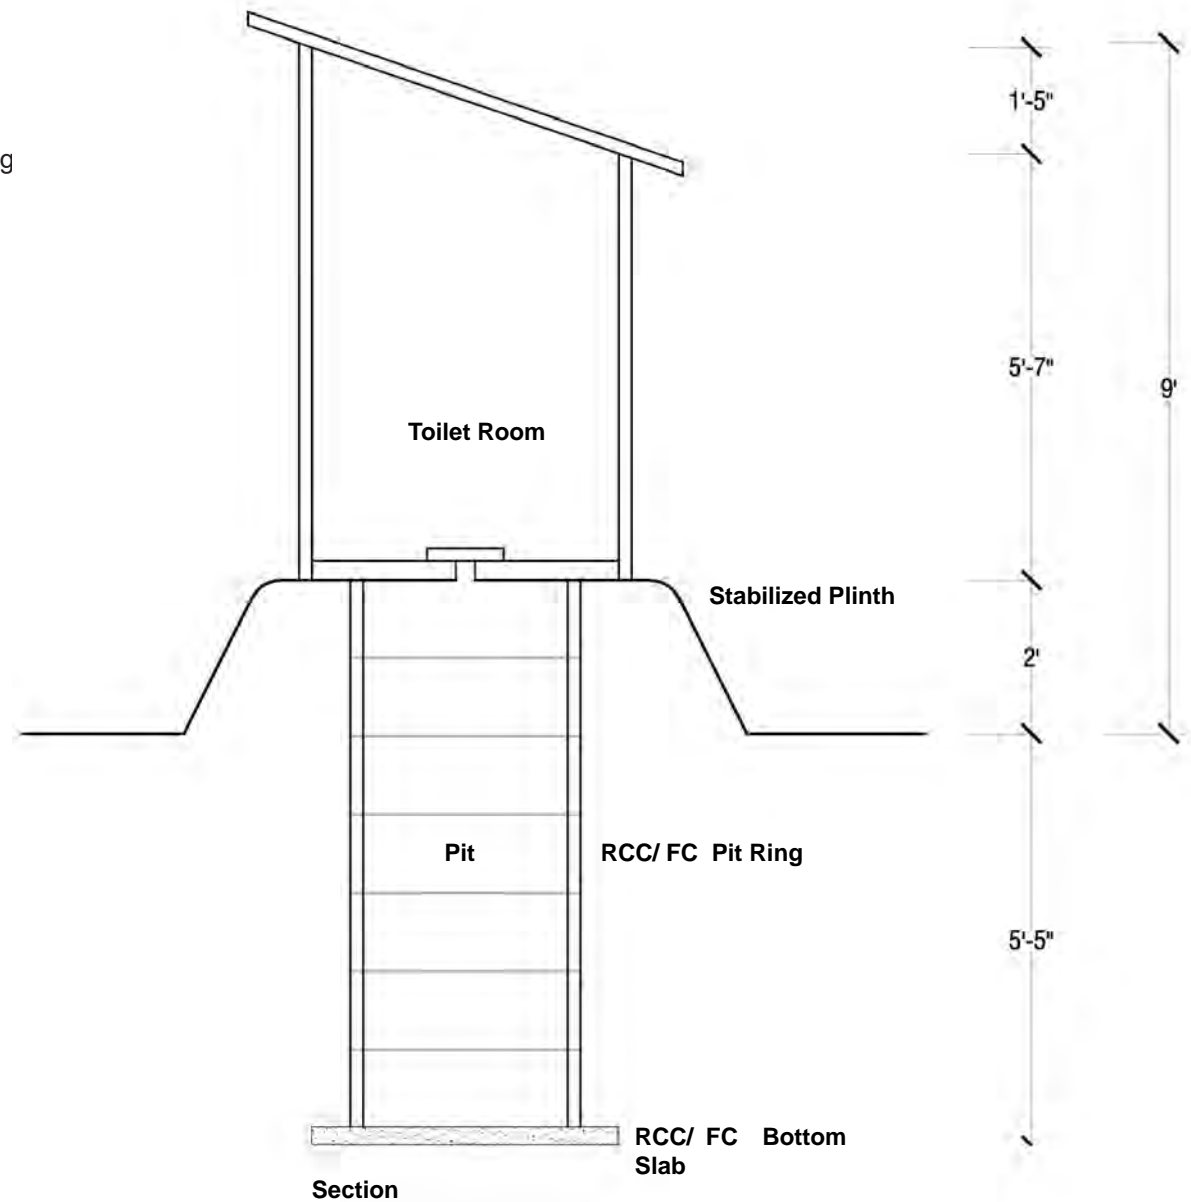 1'-5"
g
5'-7"
9'
Toilet Room
Stabilized Plinth
2'
Pit
RCC/ FC Pit Ring
5'-5"
RCC/ FC Bottom
Slab
Section